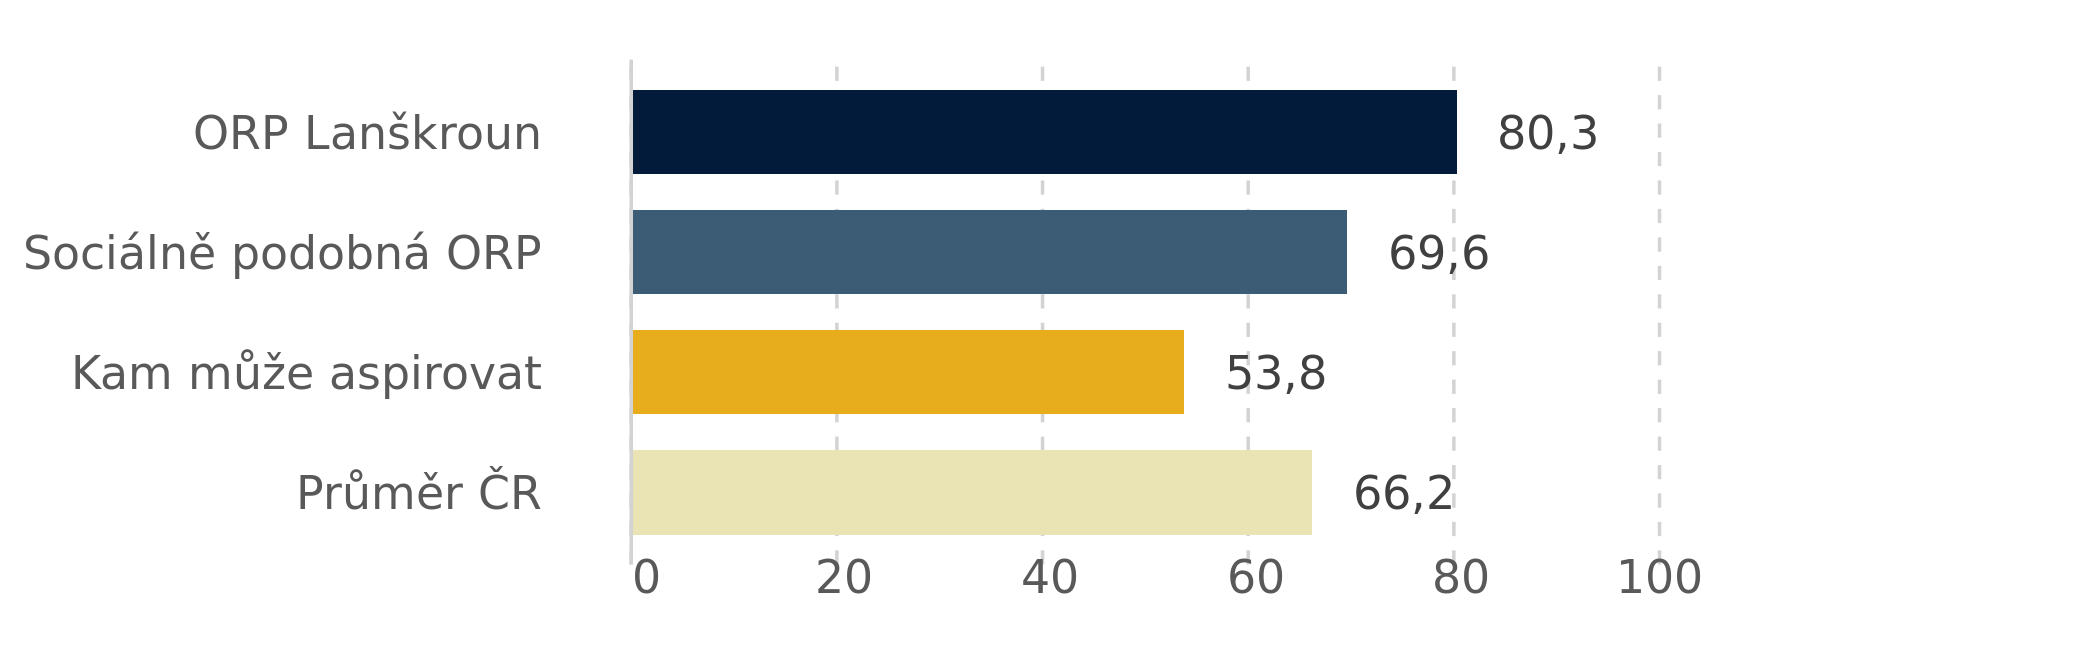 ORP Lanškroun 80,3
Sociálně podobná ORP 69,6
Kam může aspirovat 53,8
Průměr ČR 66,2
0 20 40 60 80 100